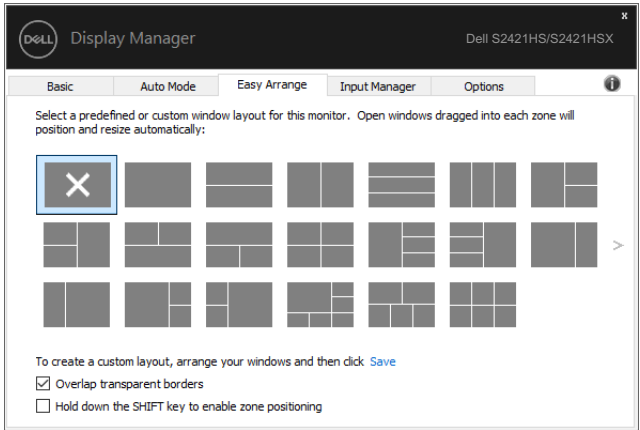 DELL Display Manager
Dell S2421HS/S2421HSX
x
Basic Auto Mode Easy Arrange Input Manager Options i
Select a predefined or custom window layout for this monitor. Open windows dragged into each zone will
position and resize automatically:
>
To create a custom layout, arrange your windows and then click Save
Overlap transparent borders
Hold down the SHIFT key to enable zone positioning